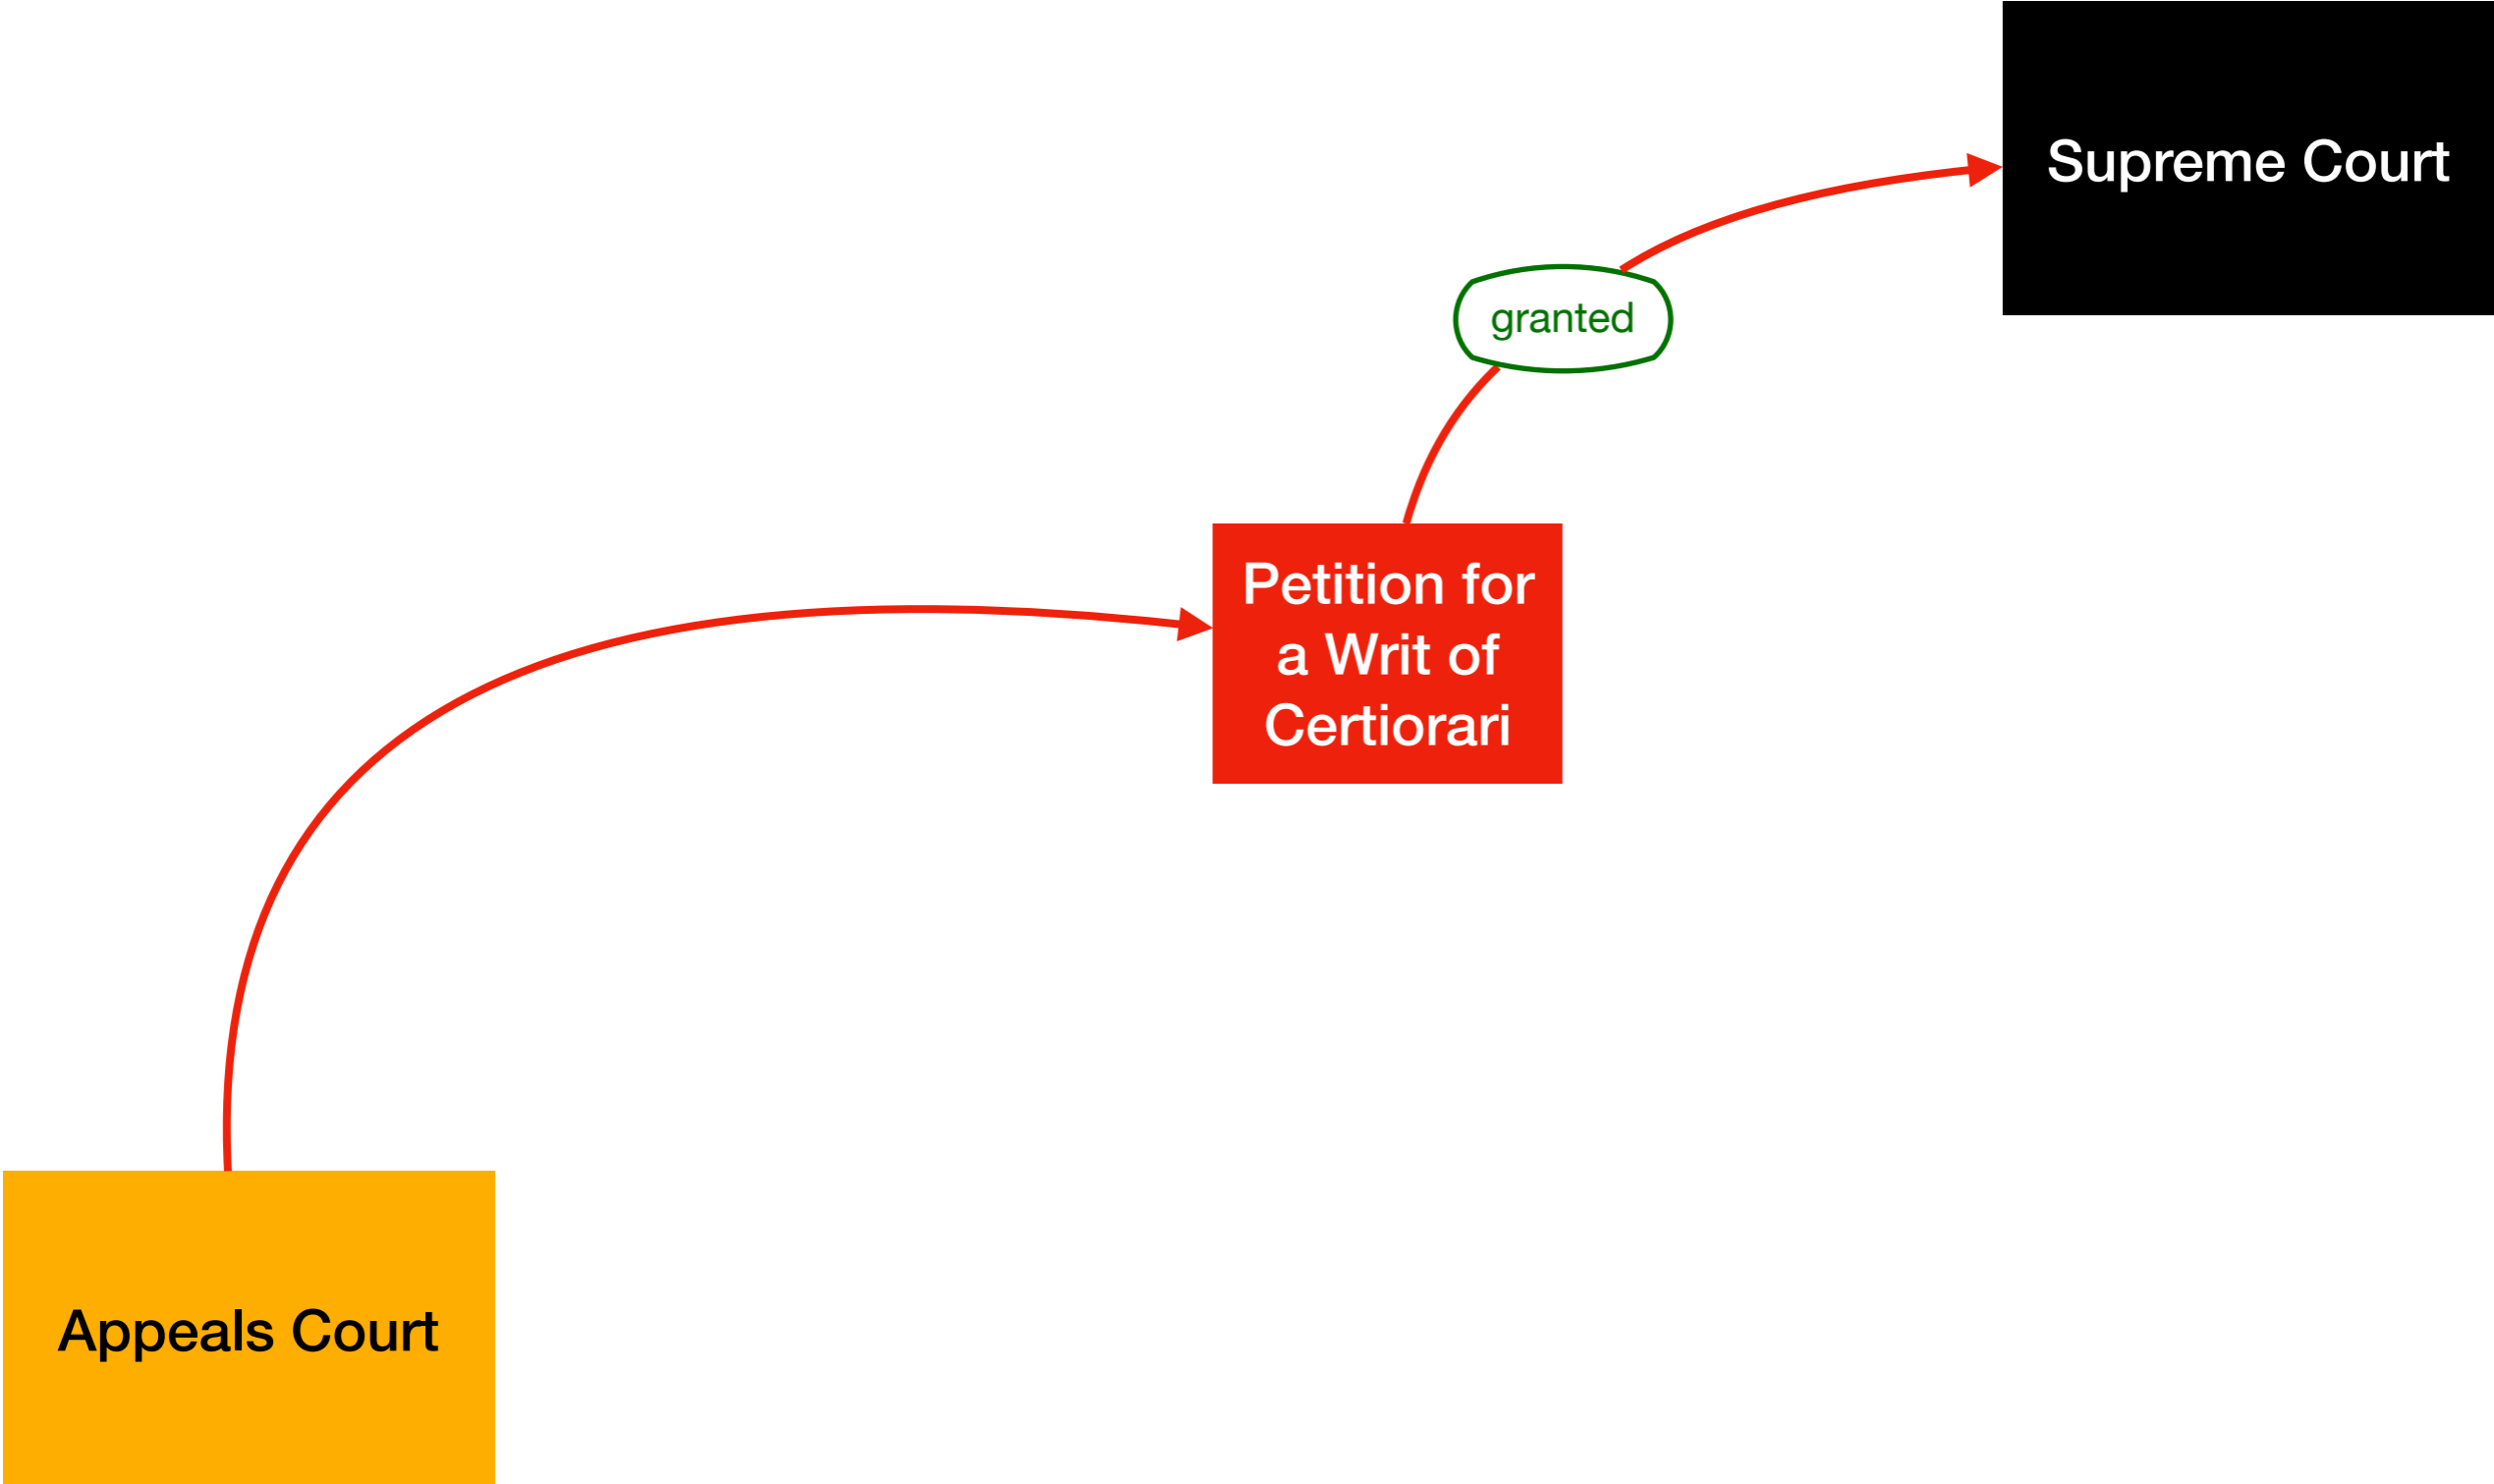 Supreme Court
granted
Petition for
a Writ of
Certiorari
Appeals Court